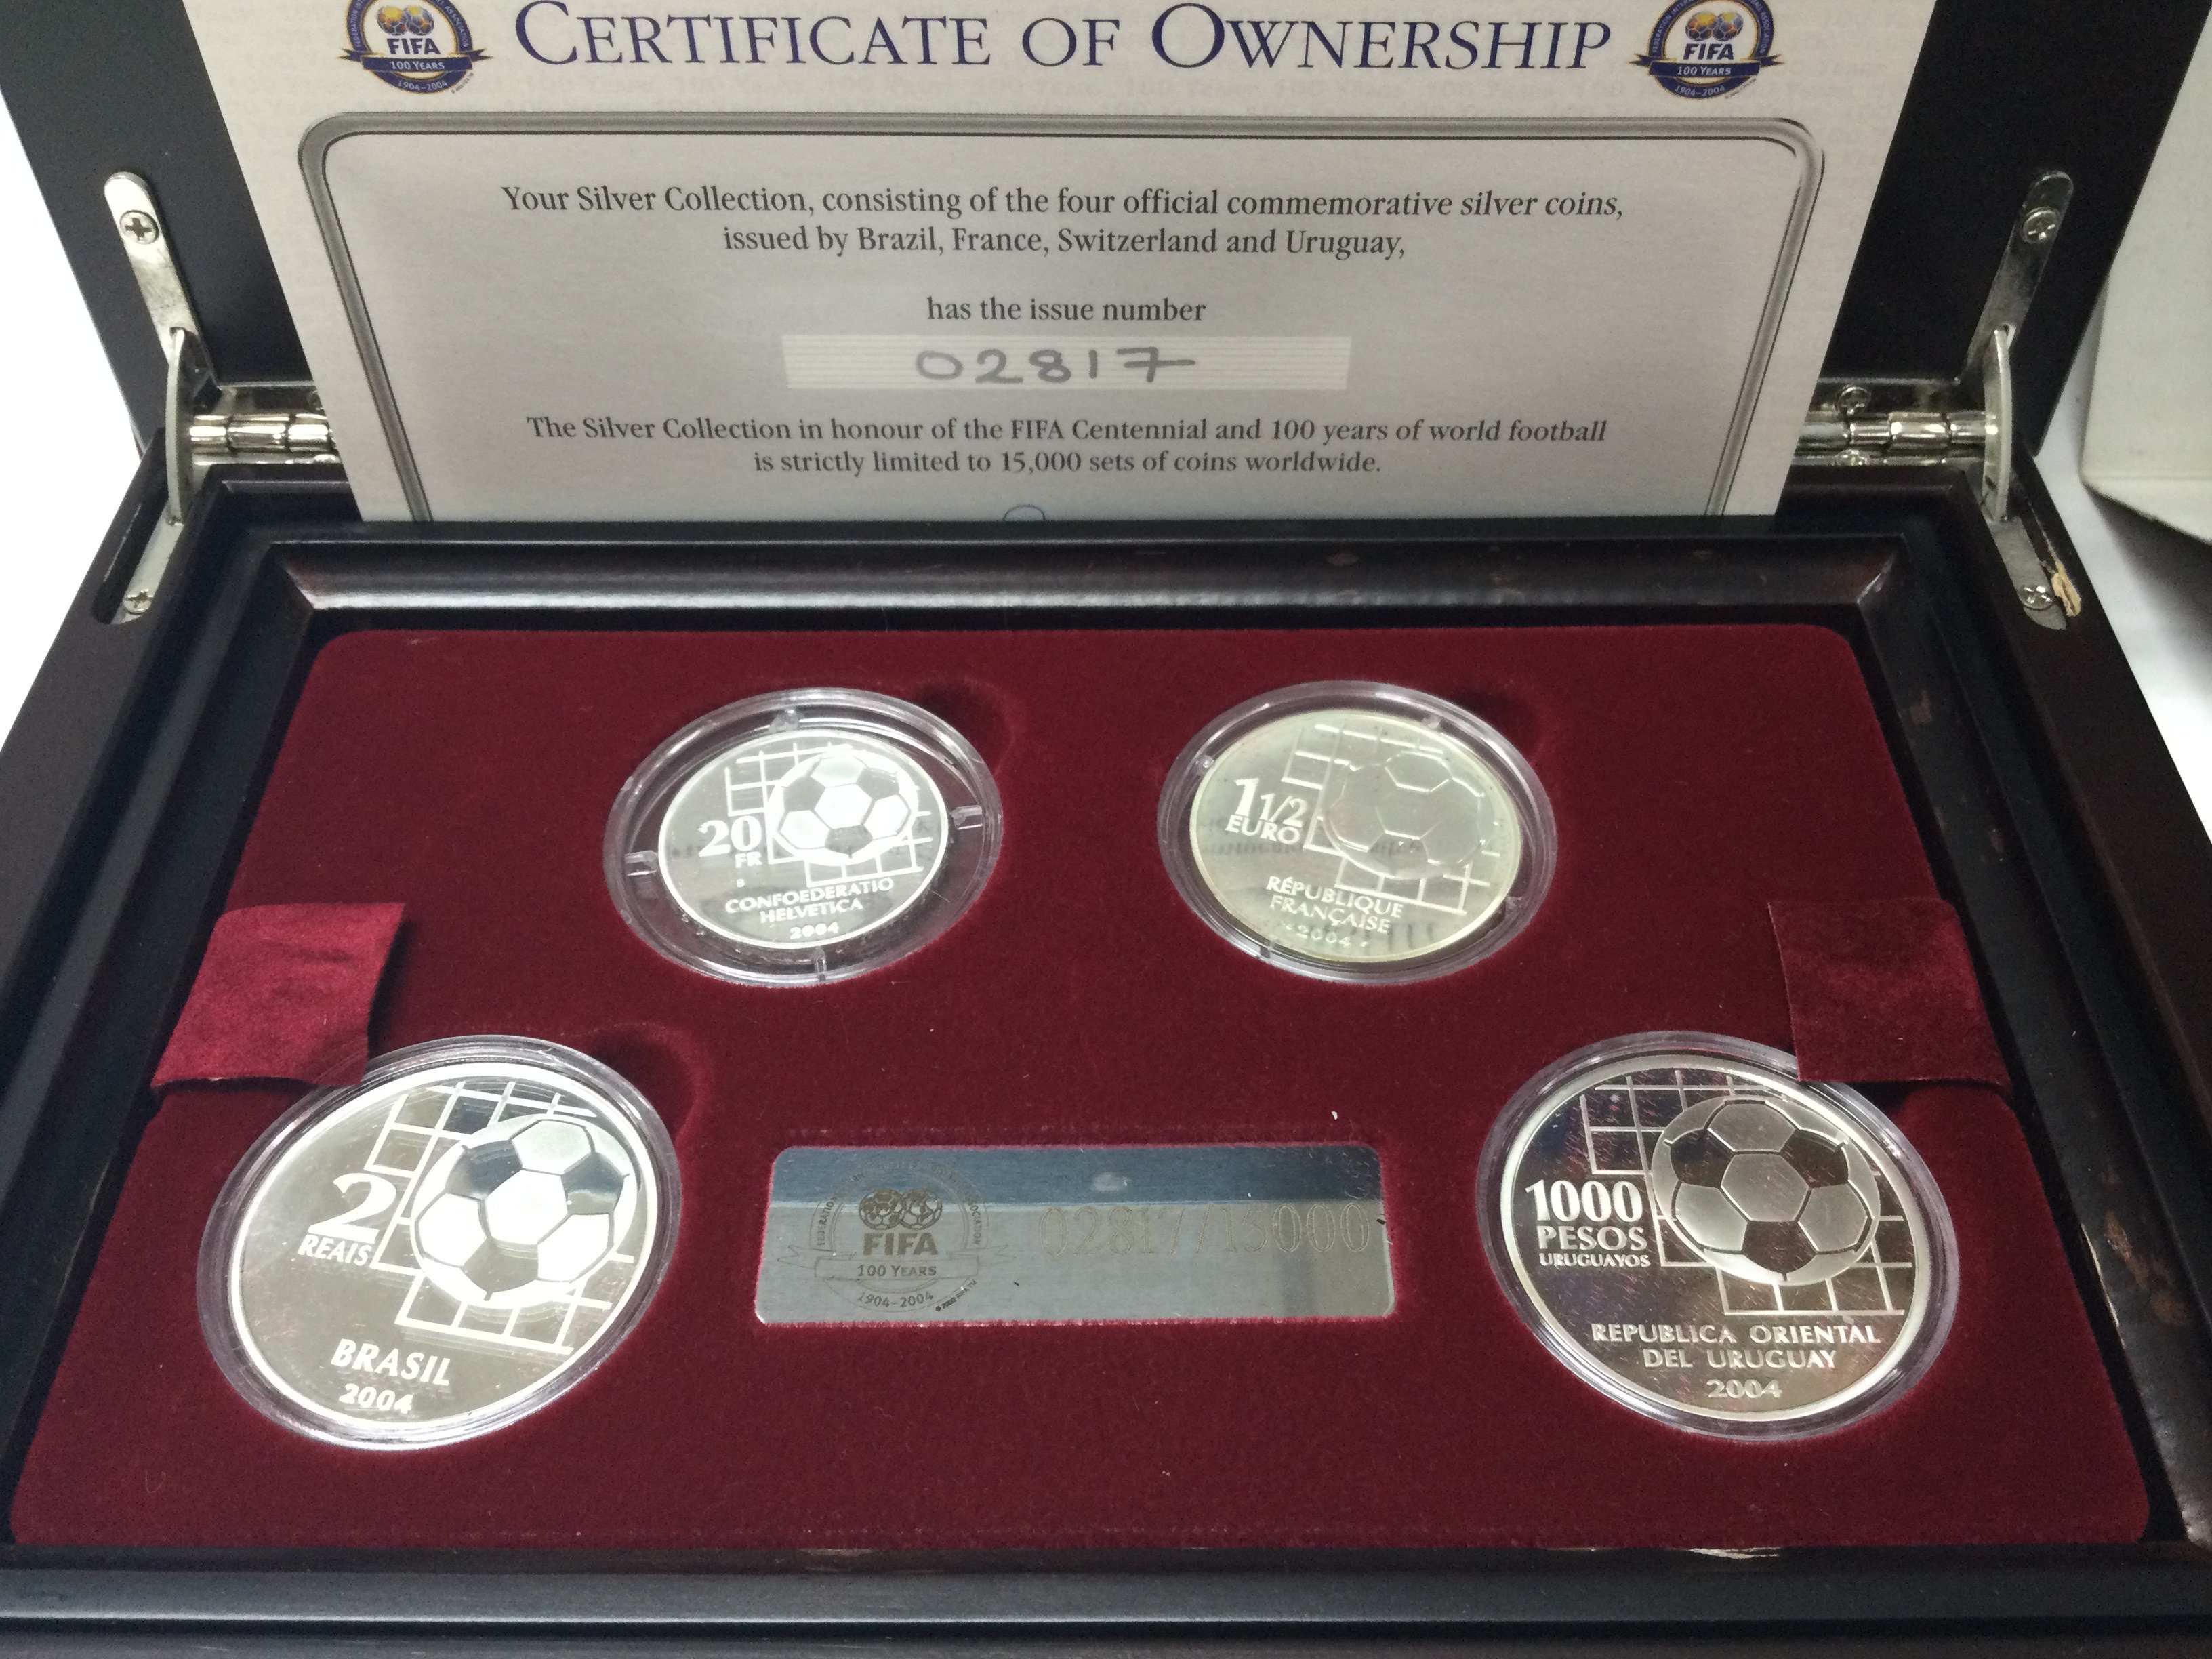 FIFA
100 YEARS
1904–2004
CERTIFICATE OF OWNERSHIP
FIFA
100 YEARS
1904–2004
Your Silver Collection, consisting of the four official commemorative silver coins,
issued by Brazil, France, Switzerland and Uruguay,
has the issue number
02817
The Silver Collection in honour of the FIFA Centennial and 100 years of world football
is strictly limited to 15,000 sets of coins worldwide.
20
FR
B
CONFOEDERATIO
HELVETICA
2004
1 1/2
EURO
RÉPUBLIQUE
FRANÇAISE
2004
2
REAIS
BRASIL
2004
FIFA
100 YEARS
1904–2004
02817/15000
1000
PESOS
URUGUAYOS
REPUBLICA ORIENTAL
DEL URUGUAY
2004